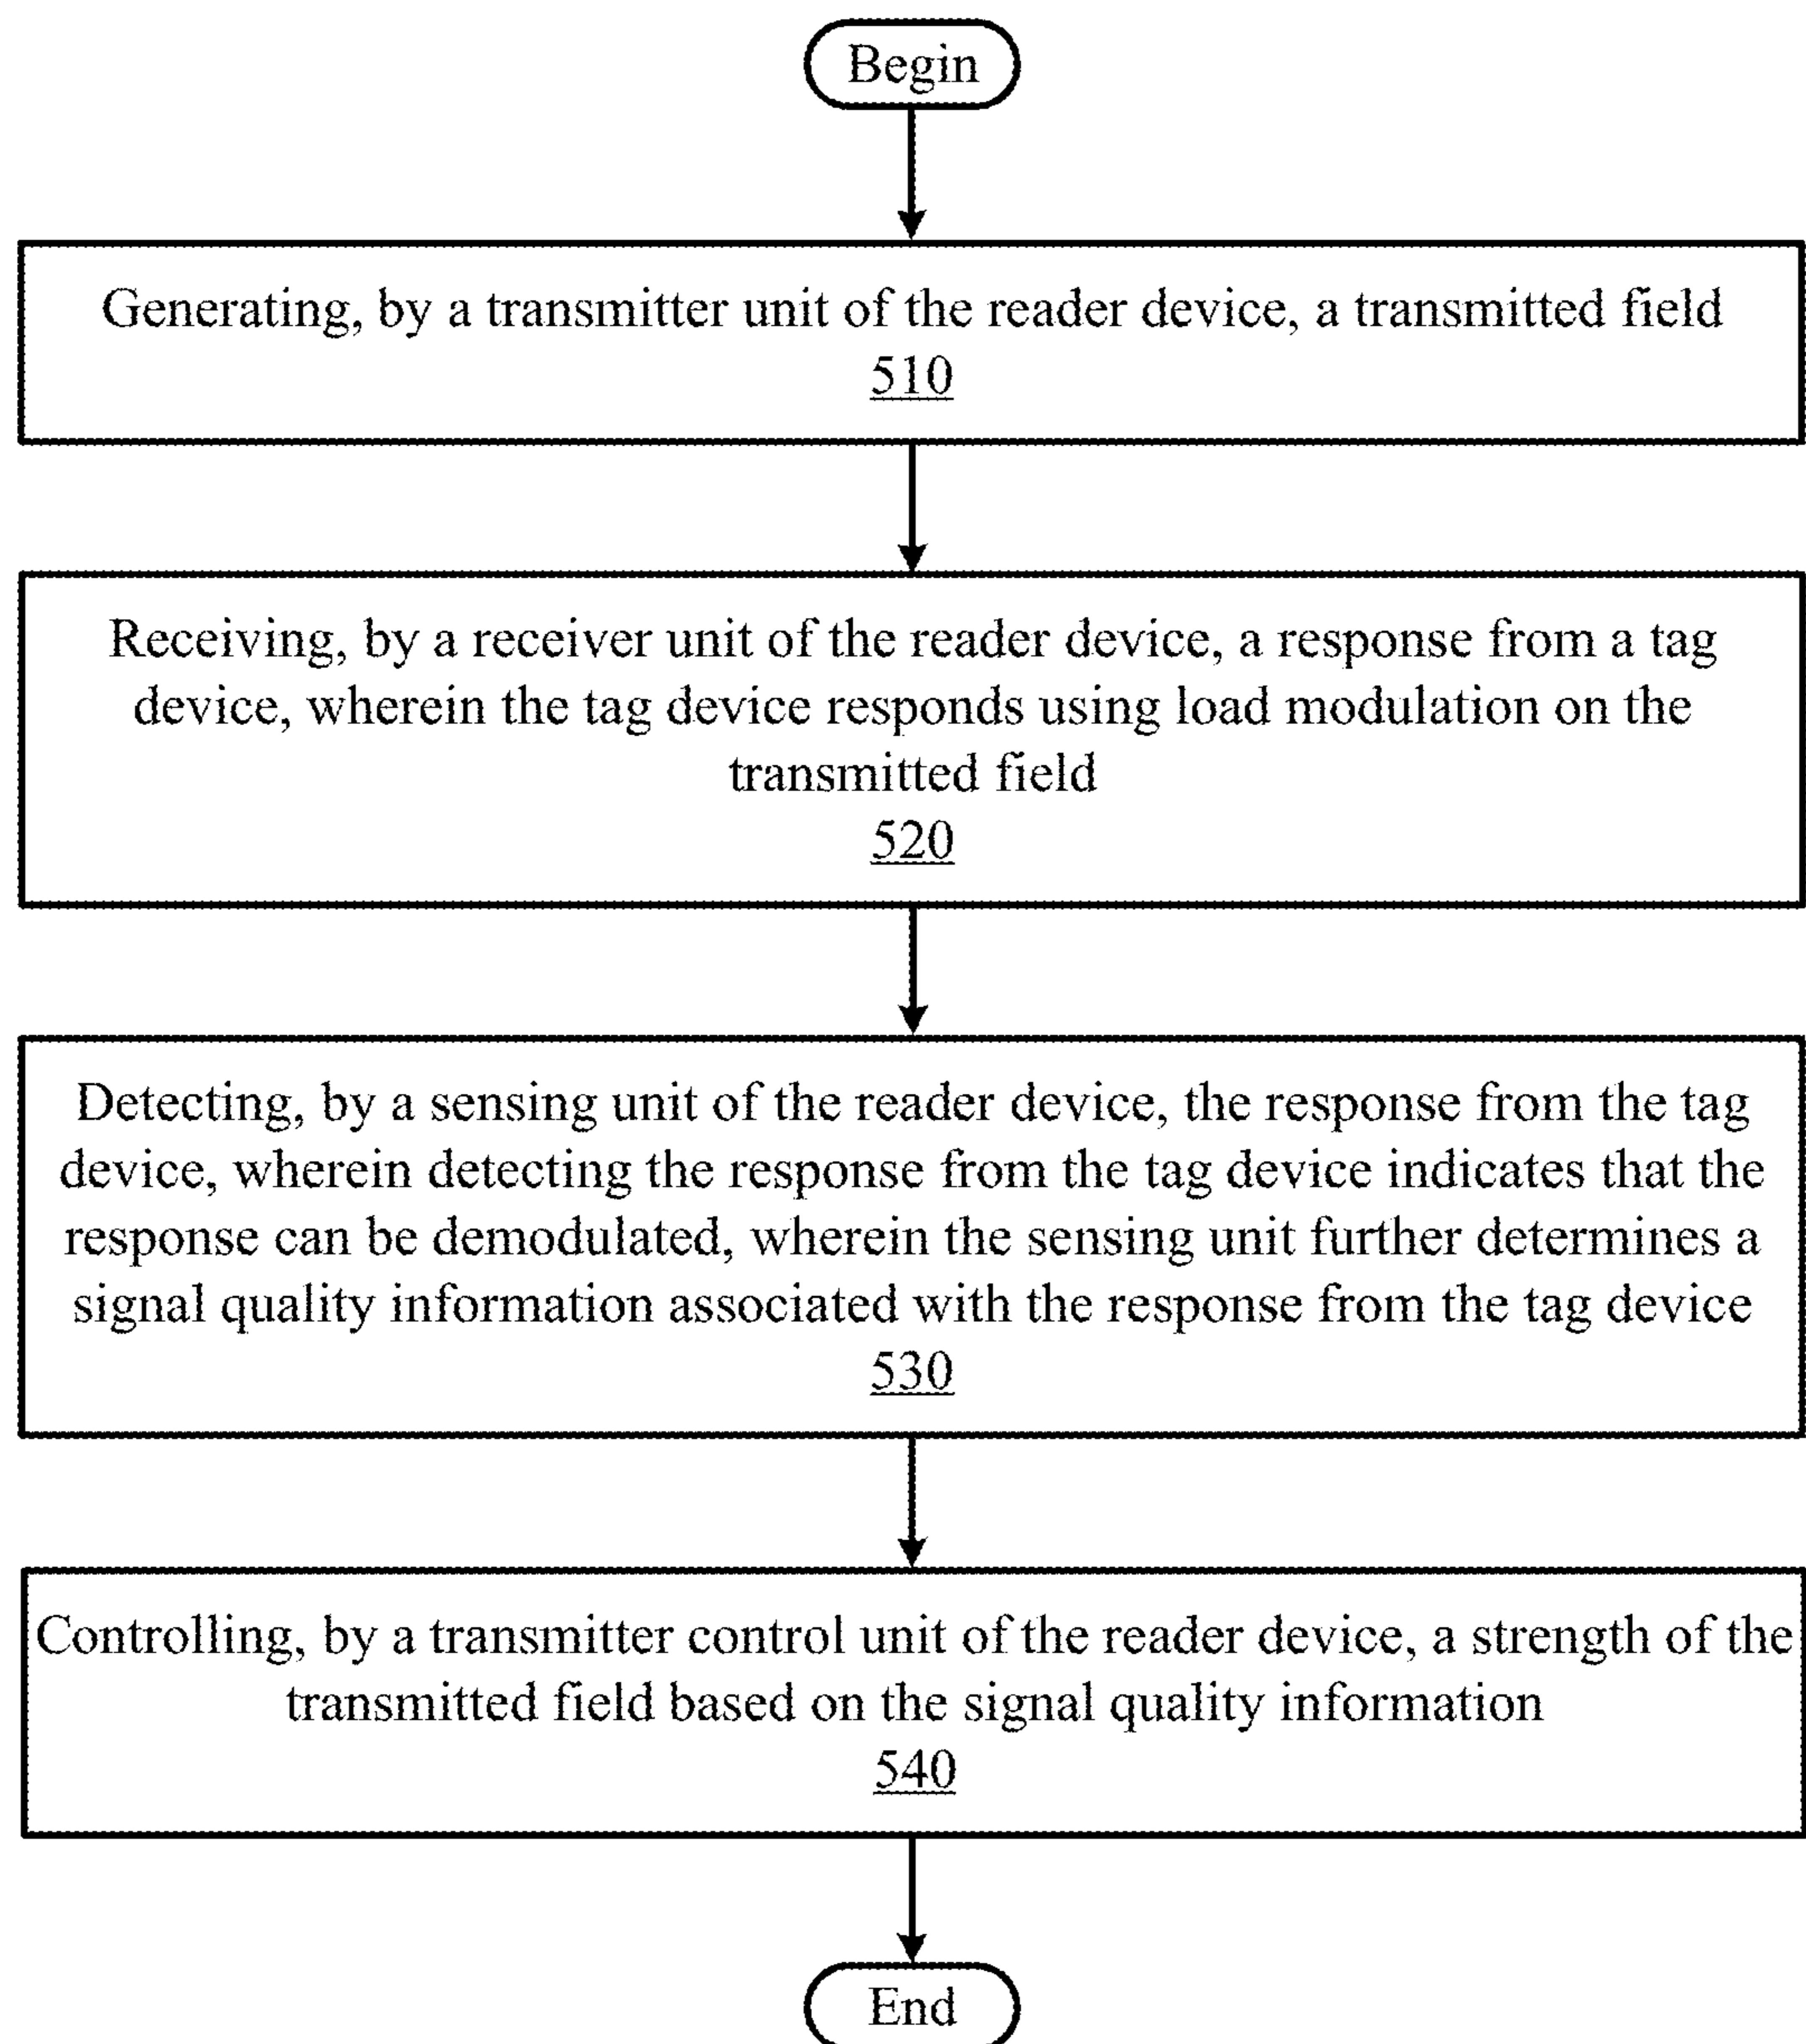 Begin
Generating, by a transmitter unit of the reader device, a transmitted field
510
Receiving, by a receiver unit of the reader device, a response from a tag
device, wherein the tag device responds using load modulation on the
transmitted field
520
Detecting, by a sensing unit of the reader device, the response from the tag
device, wherein detecting the response from the tag device indicates that the
response can be demodulated, wherein the sensing unit further determines a
signal quality information associated with the response from the tag device
530
Controlling, by a transmitter control unit of the reader device, a strength of the
transmitted field based on the signal quality information
540
End